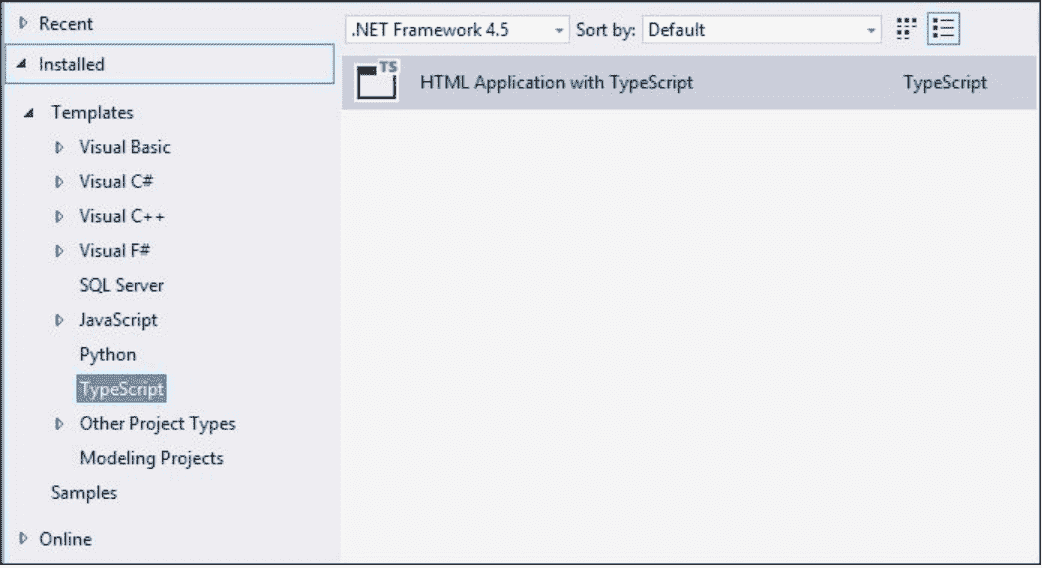 Recent
Installed
Templates
Visual Basic
Visual C#
Visual C++
Visual F#
SQL Server
JavaScript
Python
TypeScript
Other Project Types
Modeling Projects
Samples
Online
.NET Framework 4.5 Sort by: Default
TS
HTML Application with TypeScript TypeScript